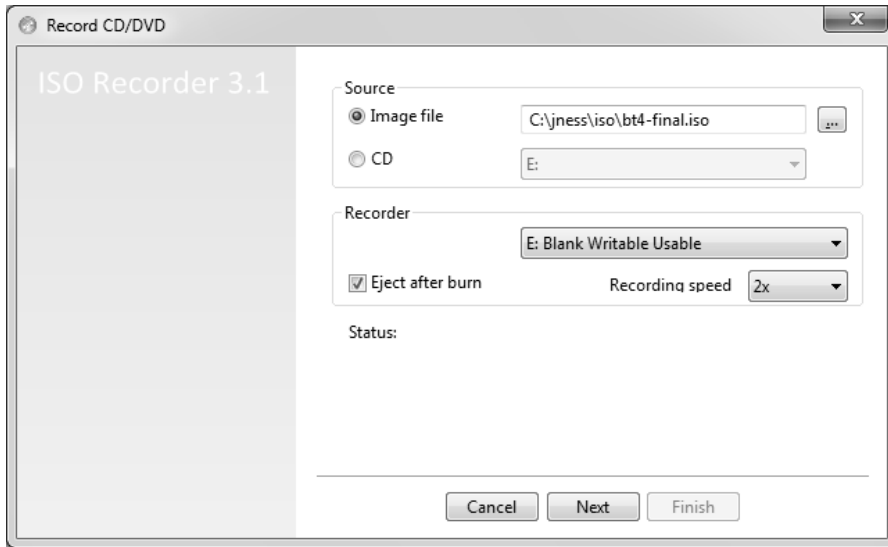 Record CD/DVD
ISO Recorder 3.1
Source
Image file C:\jness\iso\bt4-final.iso ...
CD E:
Recorder
E: Blank Writable Usable
Eject after burn Recording speed 2x
Status:
Cancel Next Finish